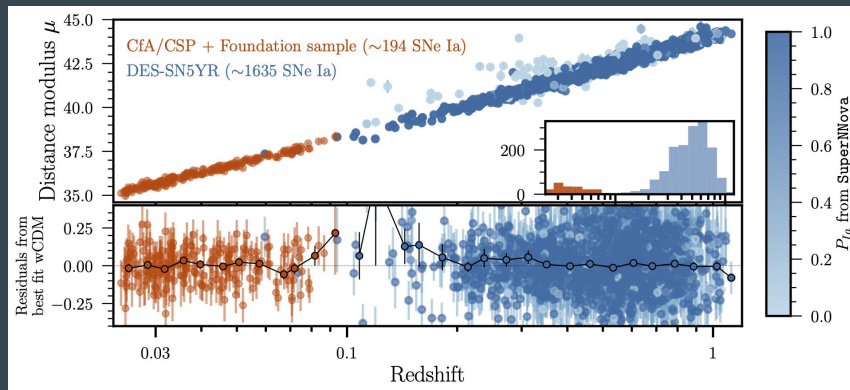 45.0
42.5
40.0
37.5
35.0
Distance modulus μ
CfA/CSP + Foundation sample (∼194 SNe Ia)
DES-SN5YR (∼1635 SNe Ia)
200
0
0.25
0.00
−0.25
Residuals from
best fit wCDM
0.03
0.1
1
Redshift
1.0
0.8
0.6
0.4
0.2
0.0
P_Ia from SuperNNova